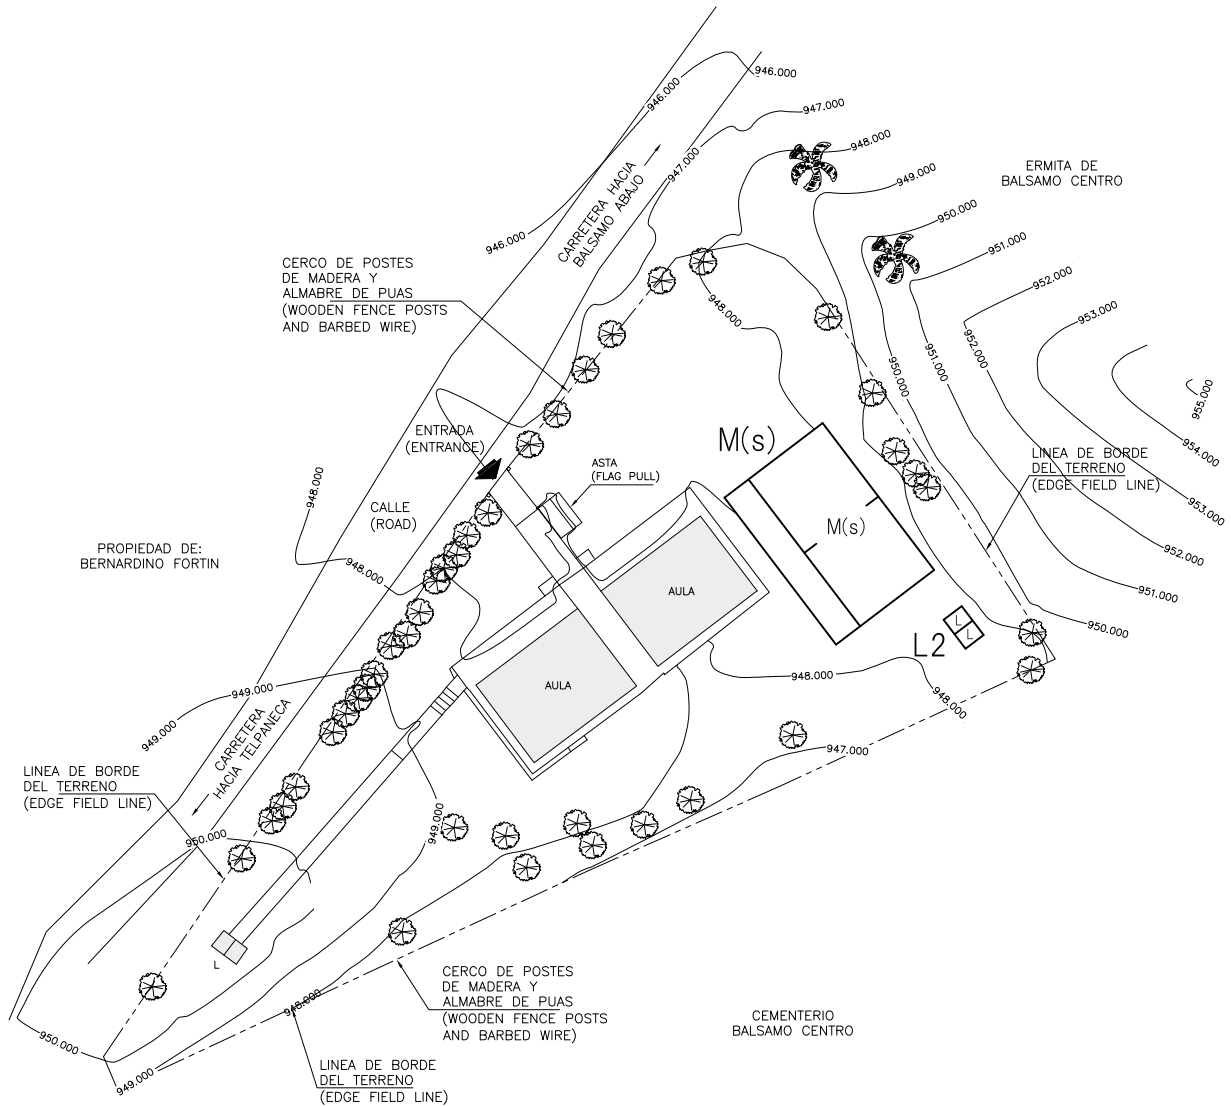 946.000
946.000
947.000
948.000
949.000
950.000
951.000
952.000
953.000
954.000
955.000
ERMITA DE
BALSAMO CENTRO
CARRETERA HACIA
BALSAMO ABAJO
947.000
946.000
CERCO DE POSTES
DE MADERA Y
ALMABRE DE PUAS
(WOODEN FENCE POSTS
AND BARBED WIRE)
948.000
950.000
951.000
952.000
ENTRADA
(ENTRANCE)
M(s)
M(s)
ASTA
(FLAG PULL)
LINEA DE BORDE
DEL TERRENO
(EDGE FIELD LINE)
953.000
952.000
951.000
950.000
948.000
CALLE
(ROAD)
948.000
PROPIEDAD DE:
BERNARDINO FORTIN
AULA
AULA
L2
L
L
948.000
948.000
947.000
949.000
949.000
CARRETERA
HACIA TELPANECA
LINEA DE BORDE
DEL TERRENO
(EDGE FIELD LINE)
950.000
949.000
L
948.000
950.000
949.000
CERCO DE POSTES
DE MADERA Y
ALMABRE DE PUAS
(WOODEN FENCE POSTS
AND BARBED WIRE)
LINEA DE BORDE
DEL TERRENO
(EDGE FIELD LINE)
CEMENTERIO
BALSAMO CENTRO